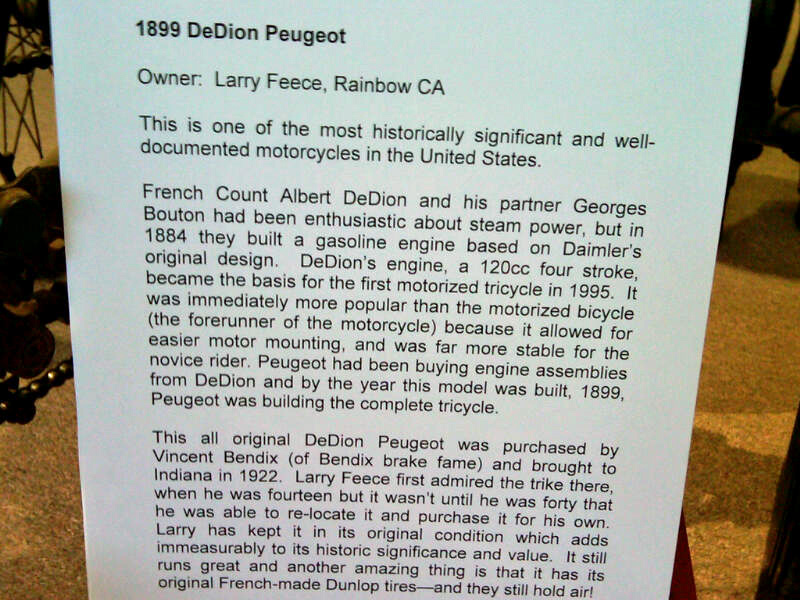 1899 DeDion Peugeot
Owner: Larry Feece, Rainbow CA
This is one of the most historically significant and well-
documented motorcycles in the United States.
French Count Albert DeDion and his partner Georges
Bouton had been enthusiastic about steam power, but in
1884 they built a gasoline engine based on Daimler's
original design. DeDion's engine, a 120cc four stroke,
became the basis for the first motorized tricycle in 1995. It
was immediately more popular than the motorized bicycle
(the forerunner of the motorcycle) because it allowed for
easier motor mounting, and was far more stable for the
novice rider. Peugeot had been buying engine assemblies
from DeDion and by the year this model was built, 1899,
Peugeot was building the complete tricycle.
This all original DeDion Peugeot was purchased by
Vincent Bendix (of Bendix brake fame) and brought to
Indiana in 1922. Larry Feece first admired the trike there,
when he was fourteen but it wasn't until he was forty that
he was able to re-locate it and purchase it for his own.
Larry has kept it in its original condition which adds
immeasurably to its historic significance and value. It still
runs great and another amazing thing is that it has its
original French-made Dunlop tires—and they still hold air!